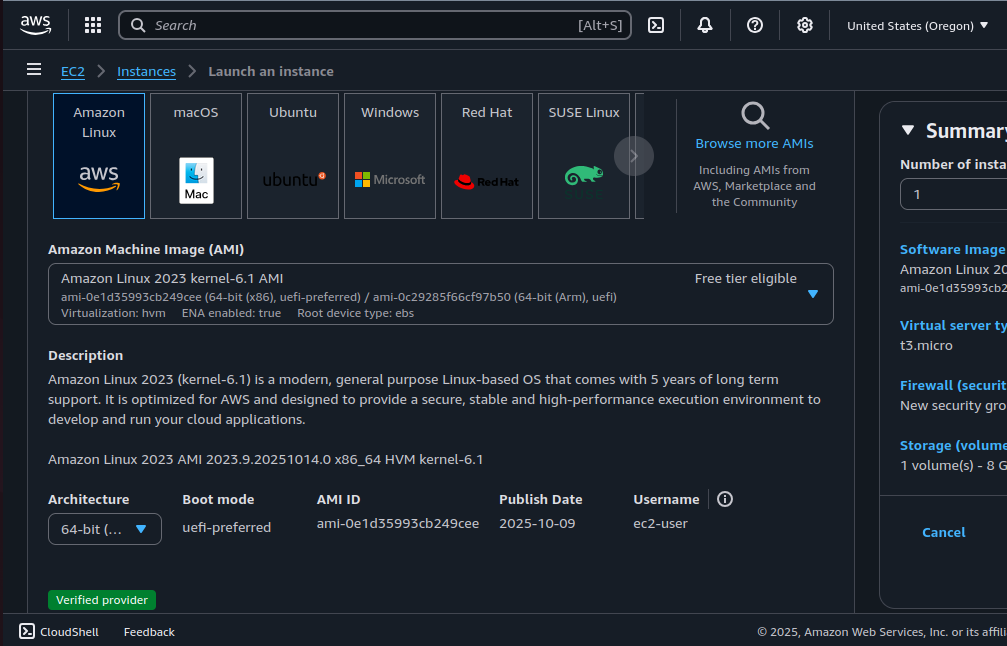 aws
Search [Alt+S]
United States (Oregon)
EC2 Instances Launch an instance
Amazon Linux
aws
macOS
Mac
Ubuntu
ubuntu
Windows
Microsoft
Red Hat
Red Hat
SUSE Linux
Browse more AMIs
Including AMIs from
AWS, Marketplace and
the Community
Amazon Machine Image (AMI)
Amazon Linux 2023 kernel-6.1 AMI
Free tier eligible
ami-0e1d35993cb249cee (64-bit (x86), uefi-preferred) / ami-0c29285f66cf97b50 (64-bit (Arm), uefi)
Virtualization: hvm ENA enabled: true Root device type: ebs
Description
Amazon Linux 2023 (kernel-6.1) is a modern, general purpose Linux-based OS that comes with 5 years of long term
support. It is optimized for AWS and designed to provide a secure, stable and high-performance execution environment to
develop and run your cloud applications.
Amazon Linux 2023 AMI 2023.9.20251014.0 x86_64 HVM kernel-6.1
Architecture
64-bit (...
Boot mode
uefi-preferred
AMI ID
ami-0e1d35993cb249cee
Publish Date
2025-10-09
Username
ec2-user
Verified provider
Summary
Number of insta
1
Software Image
Amazon Linux 20
ami-0e1d35993cb2
Virtual server ty
t3.micro
Firewall (securit
New security gro
Storage (volume
1 volume(s) - 8 G
Cancel
CloudShell Feedback
© 2025, Amazon Web Services, Inc. or its affili